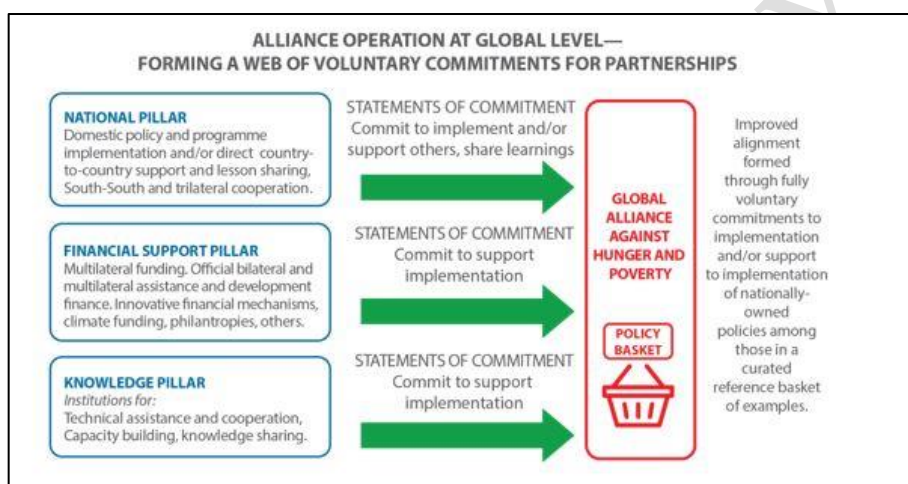 ALLIANCE OPERATION AT GLOBAL LEVEL—
FORMING A WEB OF VOLUNTARY COMMITMENTS FOR PARTNERSHIPS
NATIONAL PILLAR
Domestic policy and programme
implementation and/or direct country-
to-country support and lesson sharing,
South-South and trilateral cooperation.
STATEMENTS OF COMMITMENT
Commit to implement and/or
support others, share learnings
FINANCIAL SUPPORT PILLAR
Multilateral funding. Official bilateral and
multilateral assistance and development
finance. Innovative financial mechanisms,
climate funding, philantropies, others.
STATEMENTS OF COMMITMENT
Commit to support
implementation
KNOWLEDGE PILLAR
Institutions for:
Technical assistance and cooperation,
Capacity building, knowledge sharing.
STATEMENTS OF COMMITMENT
Commit to support
implementation
GLOBAL
ALLIANCE
AGAINST
HUNGER AND
POVERTY
POLICY
BASKET
Improved
alignment
formed
through fully
voluntary
commitments to
implementation
and/or support
to implementation
of nationally-
owned
policies among
those in a
curated
reference basket
of examples.